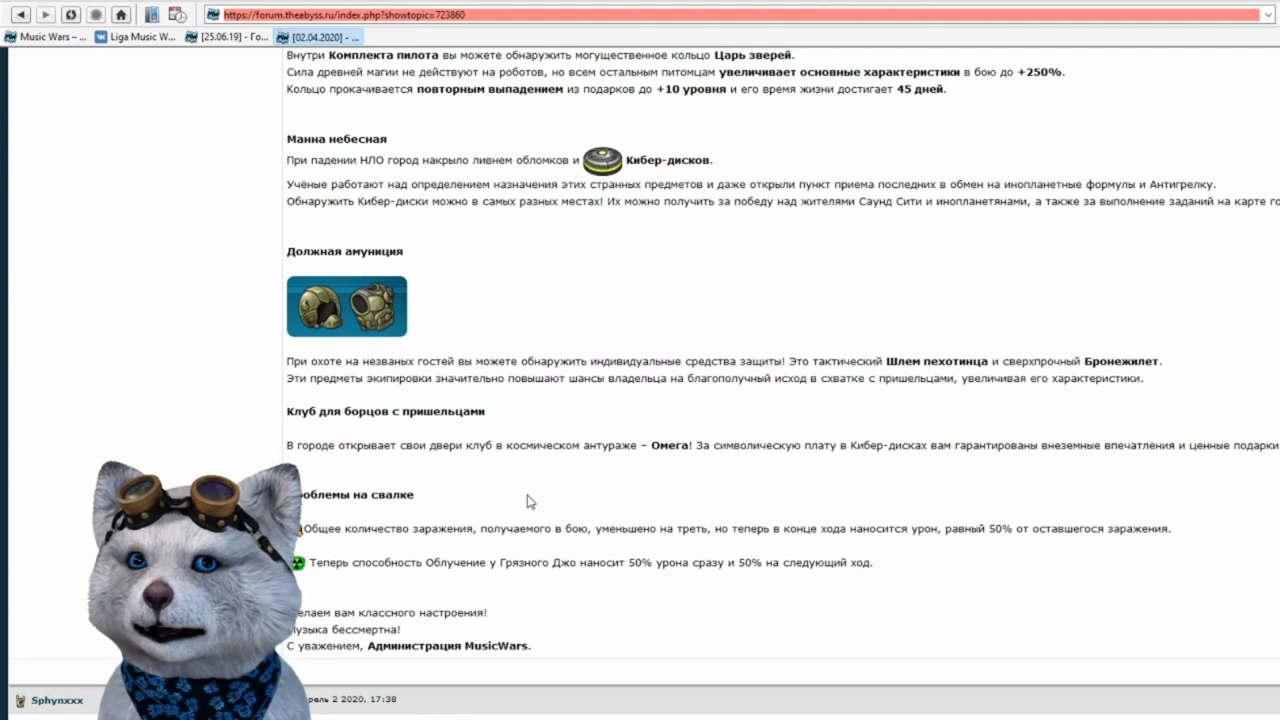 https://forum.theabyss.ru/index.php?showtopic=723860
Music Wars – ...
Liga Music W...
[25.06.19] - Го...
[02.04.2020] - ...
Внутри Комплекта пилота вы можете обнаружить могущественное кольцо Царь зверей.
Сила древней магии не действуют на роботов, но всем остальным питомцам увеличивает основные характеристики в бою до +250%.
Кольцо прокачивается повторным выпадением из подарков до +10 уровня и его время жизни достигает 45 дней.
Манна небесная
При падении НЛО город накрыло ливнем обломков и Кибер-дисков.
Учёные работают над определением назначения этих странных предметов и даже открыли пункт приема последних в обмен на инопланетные формулы и Антигрелку.
Обнаружить Кибер-диски можно в самых разных местах! Их можно получить за победу над жителями Саунд Сити и инопланетянами, а также за выполнение заданий на карте го
Должная амуниция
При охоте на незваных гостей вы можете обнаружить индивидуальные средства защиты! Это тактический Шлем пехотинца и сверхпрочный Бронежилет.
Эти предметы экипировки значительно повышают шансы владельца на благополучный исход в схватке с пришельцами, увеличивая его характеристики.
Клуб для борцов с пришельцами
В городе открывает свои двери клуб в космическом антураже – Омега! За символическую плату в Кибер-дисках вам гарантированы внеземные впечатления и ценные подарки
роблемы на свалке
Общее количество заражения, получаемого в бою, уменьшено на треть, но теперь в конце хода наносится урон, равный 50% от оставшегося заражения.
Теперь способность Облучение у Грязного Джо наносит 50% урона сразу и 50% на следующий ход.
елаем вам классного настроения!
узыка бессмертна!
С уважением, Администрация MusicWars.
Sphynxxx
рель 2 2020, 17:38